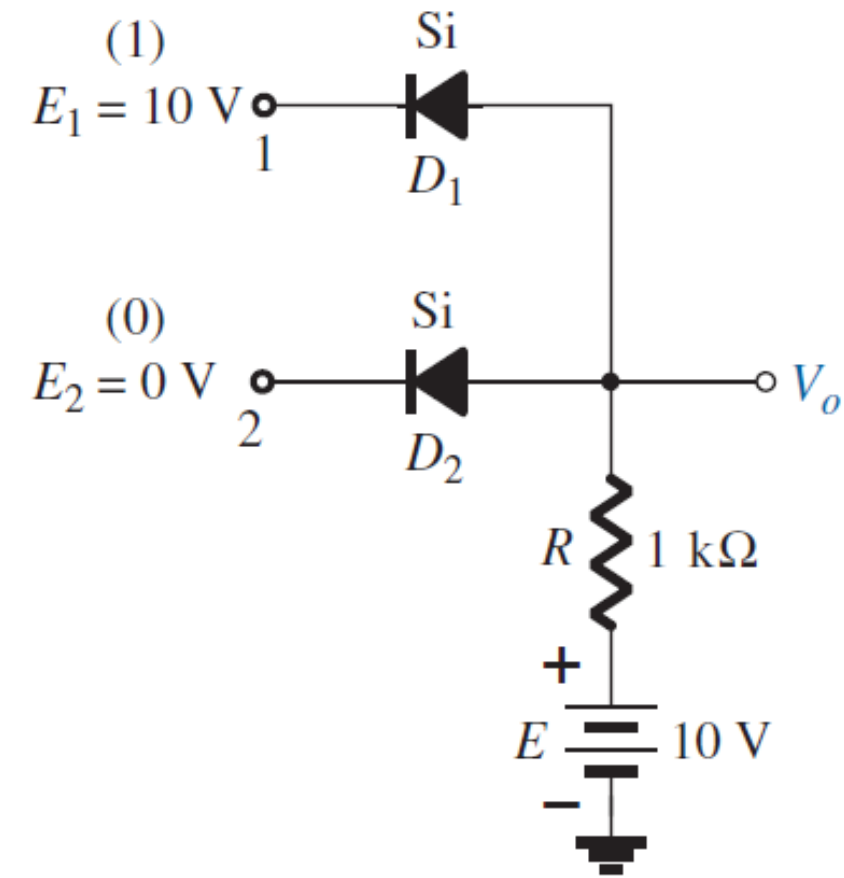 (1)
Si
E₁ = 10 V
1
D₁
(0)
Si
E₂ = 0 V
Vₒ
2
D₂
R
1 kΩ
+
E
10 V
−